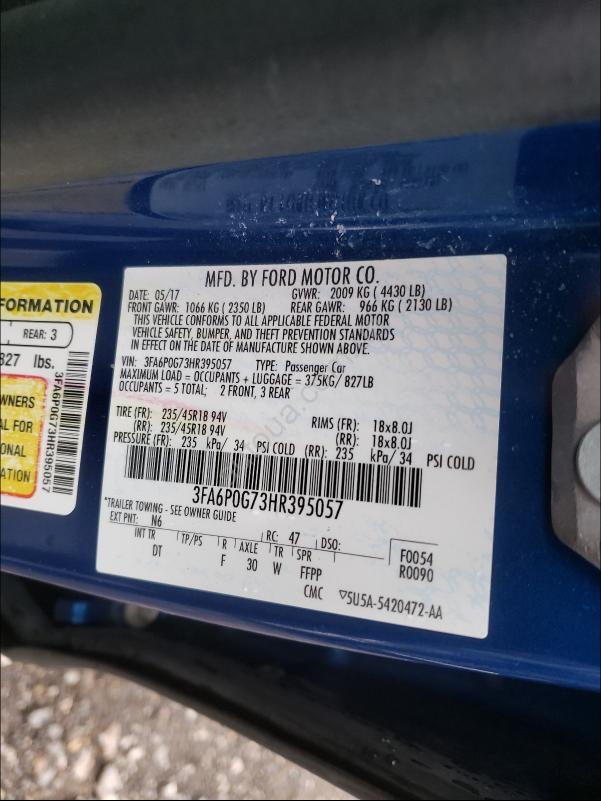 MFD. BY FORD MOTOR CO.
DATE: 05/17 GVWR: 2009 KG ( 4430 LB)
FRONT GAWR: 1066 KG ( 2350 LB) REAR GAWR: 966 KG ( 2130 LB)
THIS VEHICLE CONFORMS TO ALL APPLICABLE FEDERAL MOTOR
VEHICLE SAFETY, BUMPER, AND THEFT PREVENTION STANDARDS
IN EFFECT ON THE DATE OF MANUFACTURE SHOWN ABOVE.
VIN: 3FA6P0G73HR395057 TYPE: Passenger Car
MAXIMUM LOAD = OCCUPANTS + LUGGAGE = 375KG/ 827LB
OCCUPANTS = 5 TOTAL; 2 FRONT, 3 REAR
TIRE (FR): 235/45R18 94V RIMS (FR): 18x8.0J
(RR): 235/45R18 94V (RR): 18x8.0J
PRESSURE (FR): 235 kPa/ 34 PSI COLD (RR): 235 kPa/ 34 PSI COLD
3FA6P0G73HR395057
*TRAILER TOWING - SEE OWNER GUIDE
EXT PNT: N6 RC: 47 DSO:
INT TR TP/PS R AXLE TR SPR F0054
DT F 30 W FFPP R0090
CMC ▽SU5A-5420472-AA
FORMATION
REAR: 3
827 lbs.
OWNERS
AL FOR
ONAL
ATION
3FA6P0G73HR395057